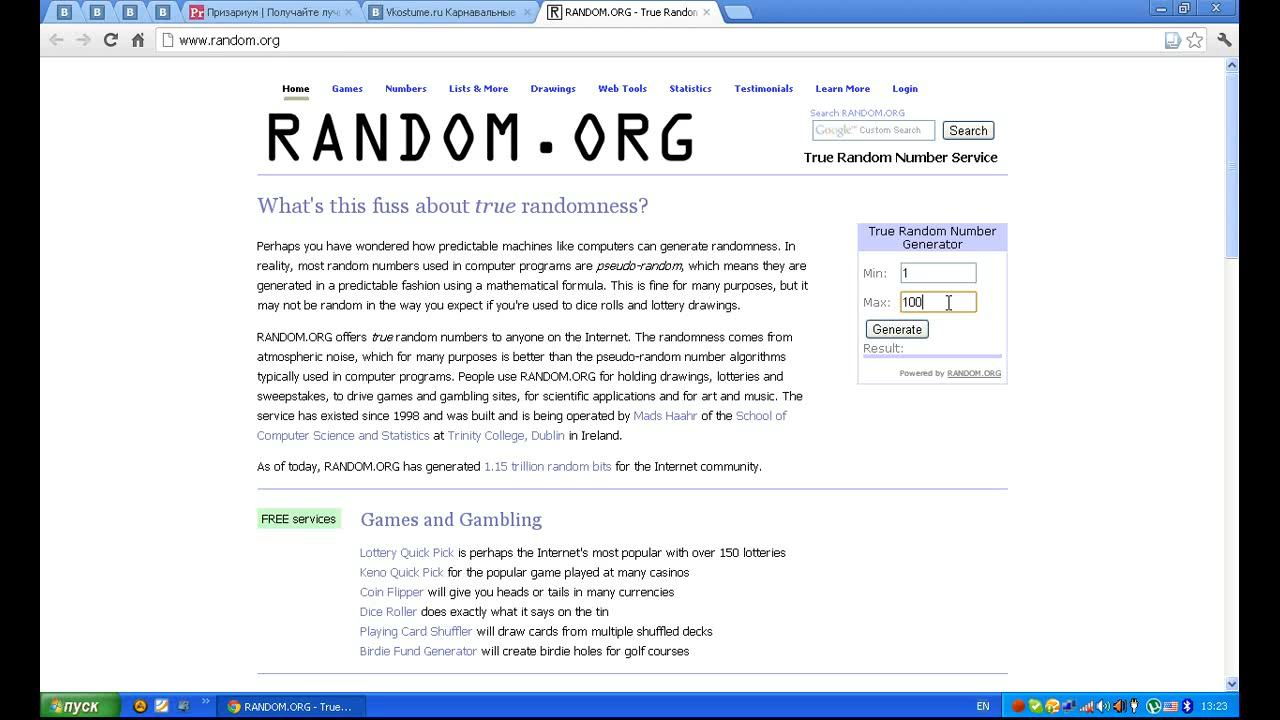 Призариум | Получайте луч
Vkostume.ru Карнавальные
RANDOM.ORG - True Random
www.random.org
Home Games Numbers Lists & More Drawings Web Tools Statistics Testimonials Learn More Login
Search RANDOM.ORG
RANDOM.ORG
Google™ Custom Search Search
True Random Number Service
What's this fuss about true randomness?
Perhaps you have wondered how predictable machines like computers can generate randomness. In
reality, most random numbers used in computer programs are pseudo-random, which means they are
generated in a predictable fashion using a mathematical formula. This is fine for many purposes, but it
may not be random in the way you expect if you're used to dice rolls and lottery drawings.
RANDOM.ORG offers true random numbers to anyone on the Internet. The randomness comes from
atmospheric noise, which for many purposes is better than the pseudo-random number algorithms
typically used in computer programs. People use RANDOM.ORG for holding drawings, lotteries and
sweepstakes, to drive games and gambling sites, for scientific applications and for art and music. The
service has existed since 1998 and was built and is being operated by Mads Haahr of the School of
Computer Science and Statistics at Trinity College, Dublin in Ireland.
As of today, RANDOM.ORG has generated 1.15 trillion random bits for the Internet community.
True Random Number
Generator
Min: 1
Max: 100
Generate
Result:
Powered by RANDOM.ORG
FREE services
Games and Gambling
Lottery Quick Pick is perhaps the Internet's most popular with over 150 lotteries
Keno Quick Pick for the popular game played at many casinos
Coin Flipper will give you heads or tails in many currencies
Dice Roller does exactly what it says on the tin
Playing Card Shuffler will draw cards from multiple shuffled decks
Birdie Fund Generator will create birdie holes for golf courses
пуск
RANDOM.ORG - True...
EN
13:23